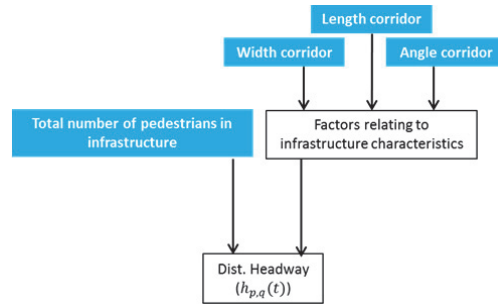 Length corridor
Width corridor
Angle corridor
Total number of pedestrians in
infrastructure
Factors relating to
infrastructure characteristics
Dist. Headway
(h_{p,q}(t))